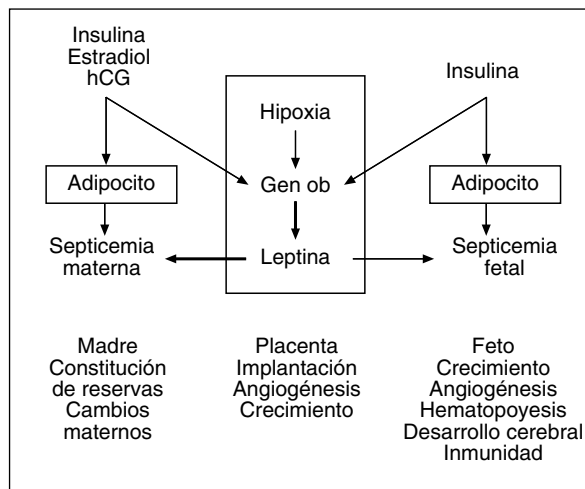 Insulina
Estradiol
hCG
Insulina
Hipoxia
Adipocito
Gen ob
Adipocito
Septicemia
materna
Leptina
Septicemia
fetal
Madre
Constitución
de reservas
Cambios
maternos
Placenta
Implantación
Angiogénesis
Crecimiento
Feto
Crecimiento
Angiogénesis
Hematopoyesis
Desarrollo cerebral
Inmunidad